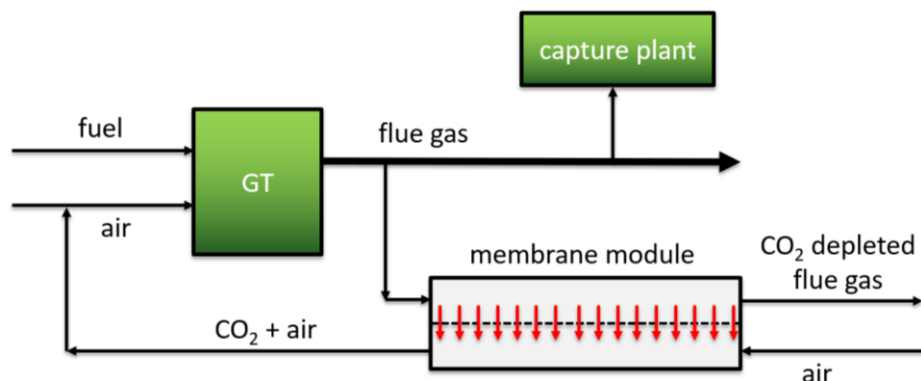 capture plant
fuel
flue gas
GT
air
membrane module
CO₂ depleted
flue gas
CO₂ + air
air